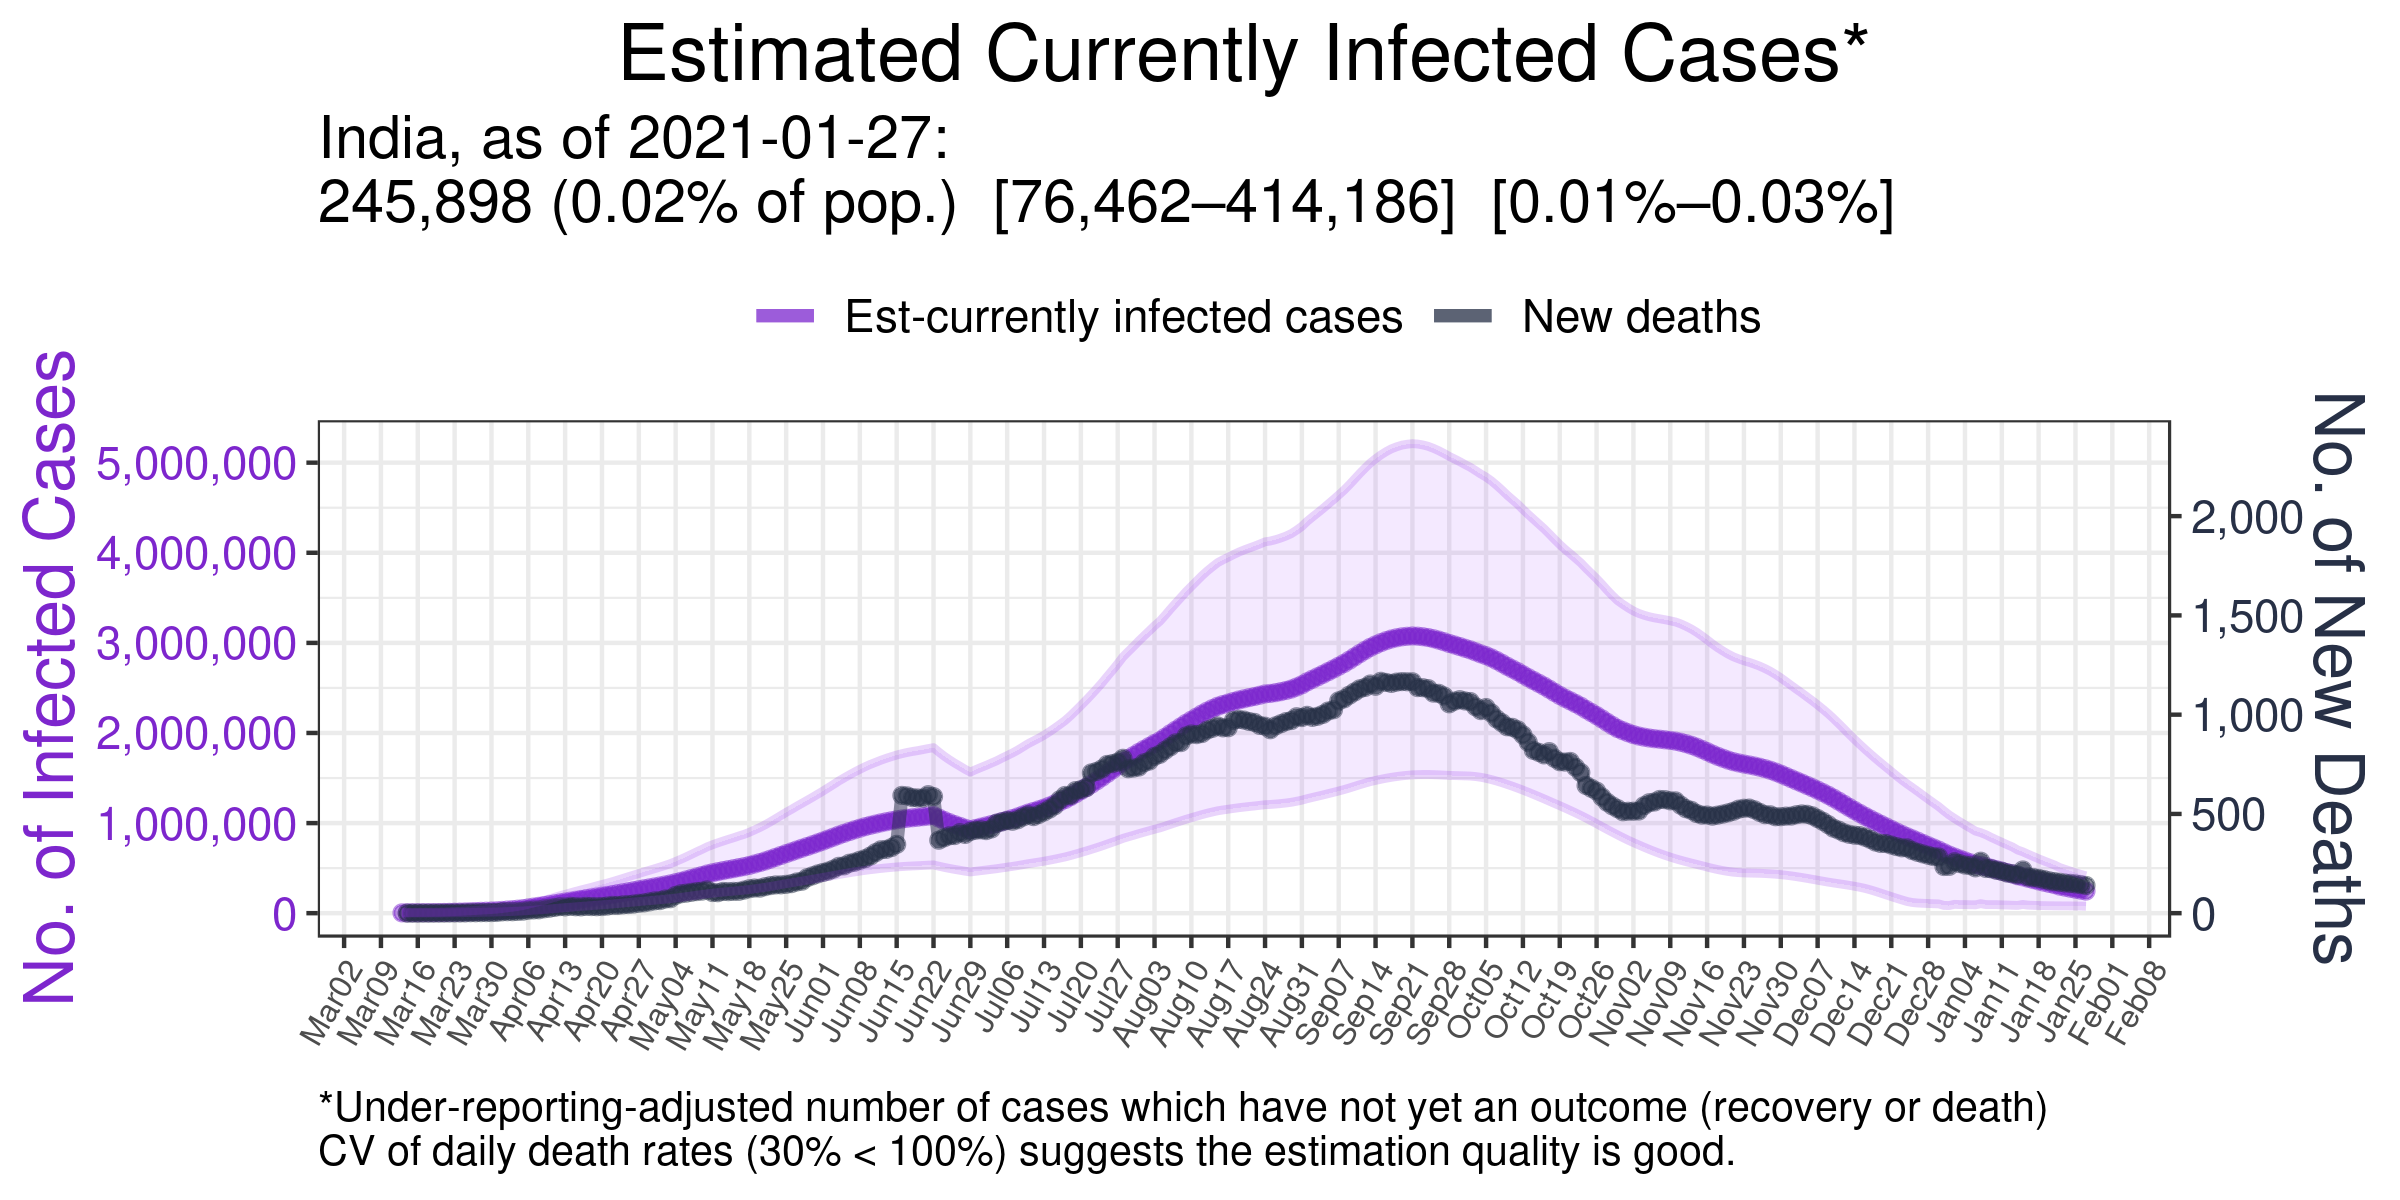 Estimated Currently Infected Cases*
India, as of 2021-01-27:
245,898 (0.02% of pop.) [76,462–414,186] [0.01%–0.03%]
Est-currently infected cases New deaths
No. of Infected Cases
5,000,000
4,000,000
3,000,000
2,000,000
1,000,000
0
2,000
1,500
1,000
500
0
No. of New Deaths
Mar02 Mar09 Mar16 Mar23 Mar30 Apr06 Apr13 Apr20 Apr27 May04 May11 May18 May25 Jun01 Jun08 Jun15 Jun22 Jun29 Jul06 Jul13 Jul20 Jul27 Aug03 Aug10 Aug17 Aug24 Aug31 Sep07 Sep14 Sep21 Sep28 Oct05 Oct12 Oct19 Oct26 Nov02 Nov09 Nov16 Nov23 Nov30 Dec07 Dec14 Dec21 Dec28 Jan04 Jan11 Jan18 Jan25 Feb01 Feb08
*Under-reporting-adjusted number of cases which have not yet an outcome (recovery or death)
CV of daily death rates (30% < 100%) suggests the estimation quality is good.